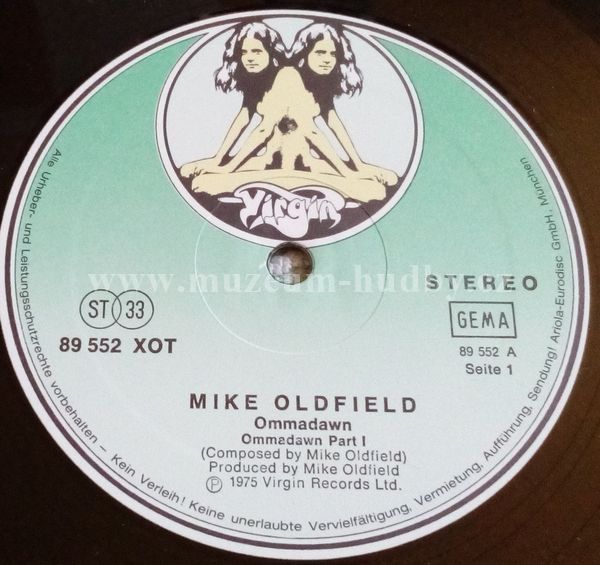 Virgin
www.muzeum-hudby.cz
STEREO
ST 33
GEMA
89 552 XOT
89 552 A
Seite 1
MIKE OLDFIELD
Ommadawn
Ommadawn Part I
(Composed by Mike Oldfield)
Produced by Mike Oldfield
Ⓟ 1975 Virgin Records Ltd.
Alle Urheber- und Leistungsschutzrechte vorbehalten – Kein Verleih! Keine unerlaubte Vervielfältigung, Vermietung, Aufführung, Sendung! Ariola-Eurodisc GmbH, München